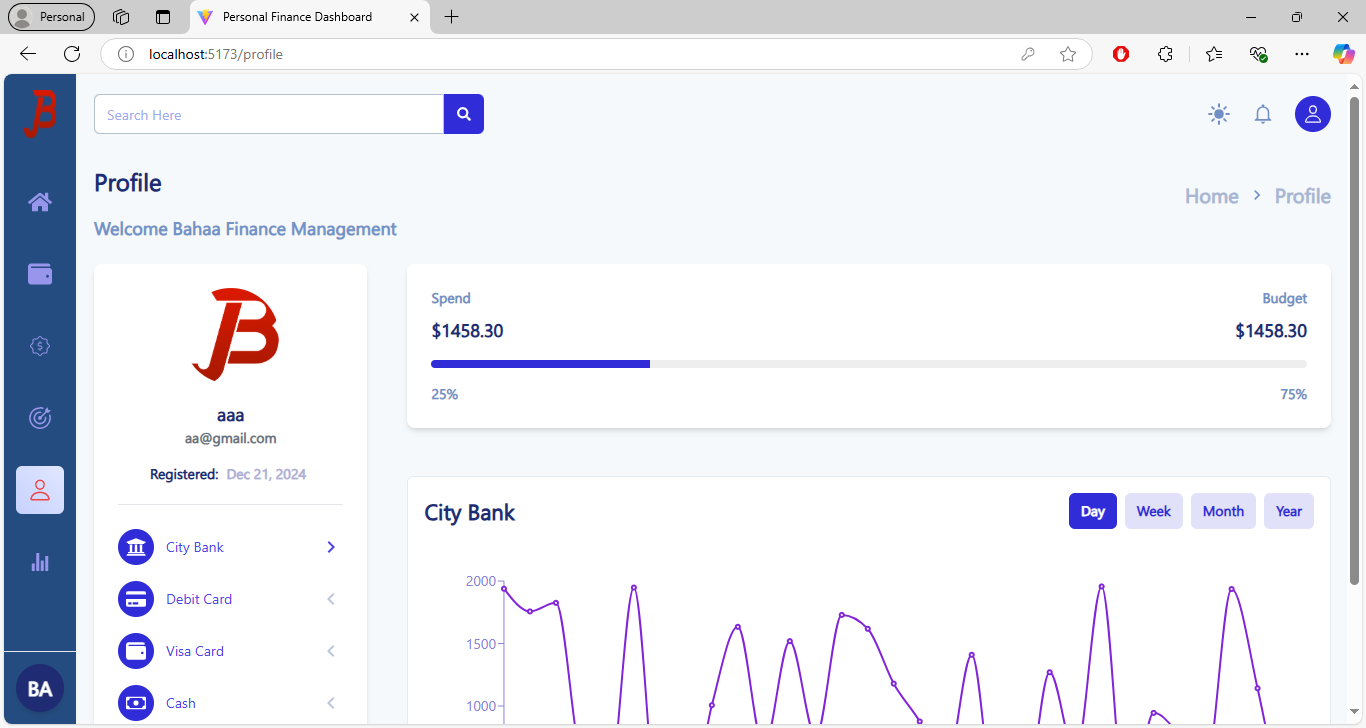 Personal
Personal Finance Dashboard
localhost:5173/profile
Search Here
Profile
Home > Profile
Welcome Bahaa Finance Management
aaa
aa@gmail.com
Registered: Dec 21, 2024
City Bank
Debit Card
Visa Card
Cash
BA
Spend Budget
$1458.30 $1458.30
25% 75%
City Bank
Day Week Month Year
2000
1500
1000